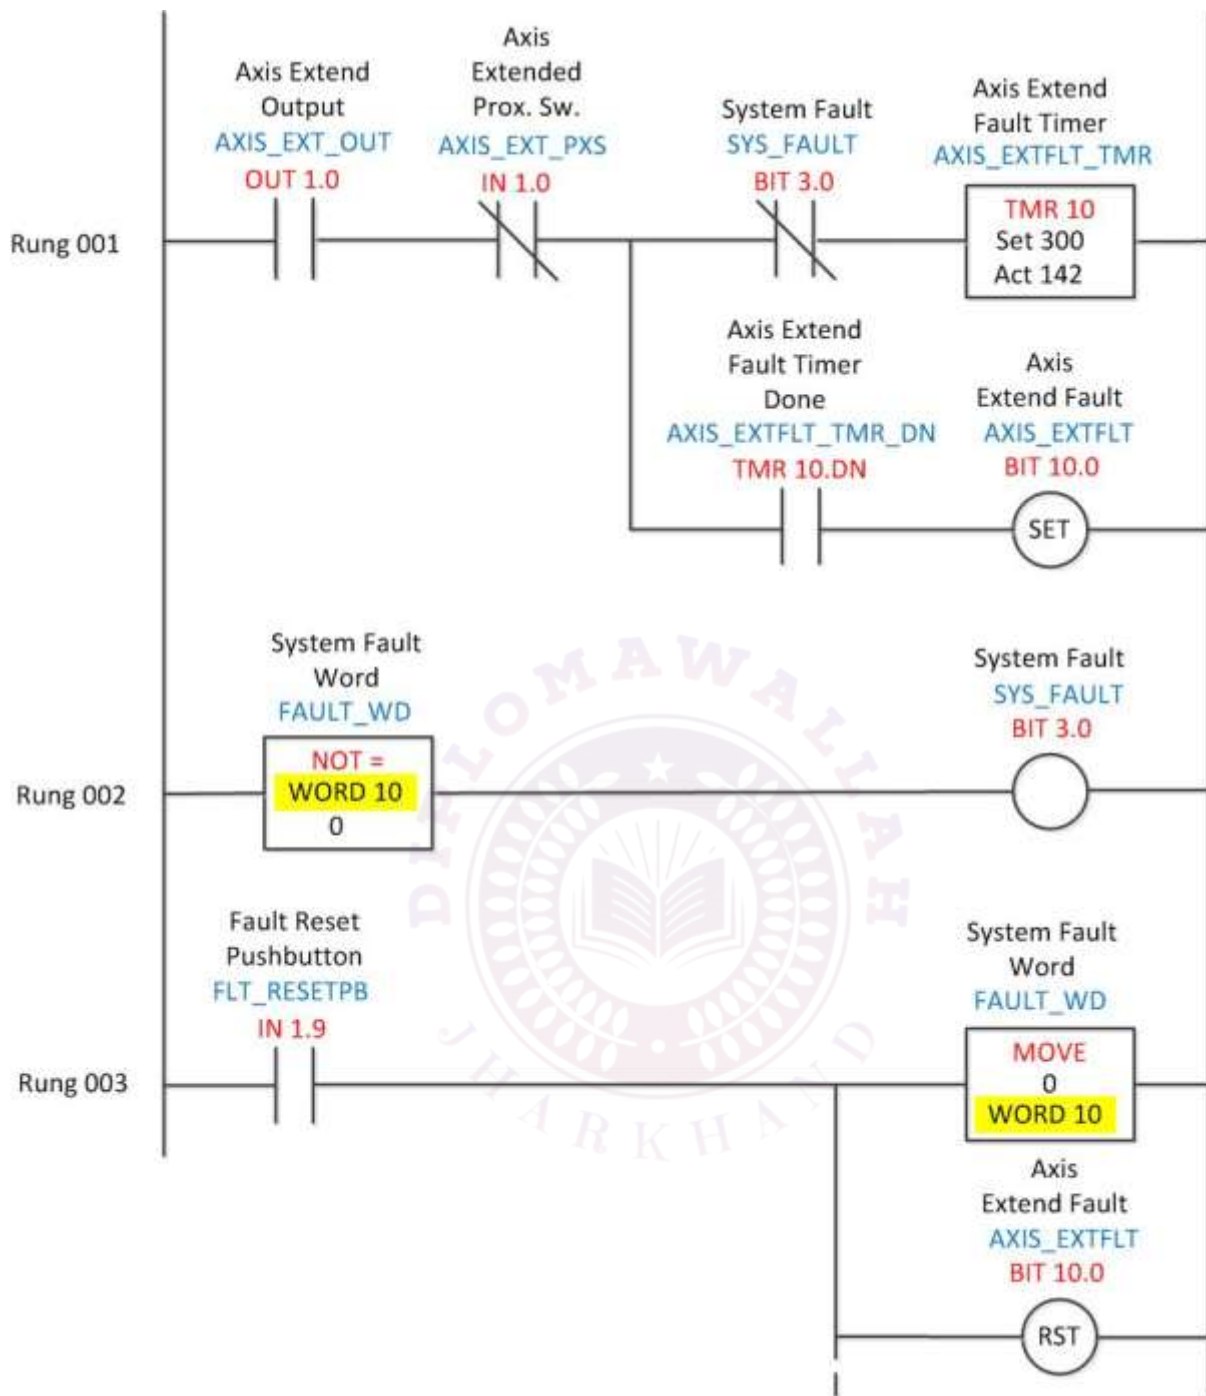 Axis Extend
Output
AXIS_EXT_OUT
OUT 1.0
Axis
Extended
Prox. Sw.
AXIS_EXT_PXS
IN 1.0
System Fault
SYS_FAULT
BIT 3.0
Axis Extend
Fault Timer
AXIS_EXTFLT_TMR
TMR 10
Set 300
Act 142
Rung 001
Axis Extend
Fault Timer
Done
AXIS_EXTFLT_TMR_DN
TMR 10.DN
Axis
Extend Fault
AXIS_EXTFLT
BIT 10.0
SET
System Fault
Word
FAULT_WD
NOT =
WORD 10
0
System Fault
SYS_FAULT
BIT 3.0
Rung 002
Fault Reset
Pushbutton
FLT_RESETPB
IN 1.9
System Fault
Word
FAULT_WD
MOVE
0
WORD 10
Rung 003
Axis
Extend Fault
AXIS_EXTFLT
BIT 10.0
RST
DIPLOMAWALLAH
JHARKHAND